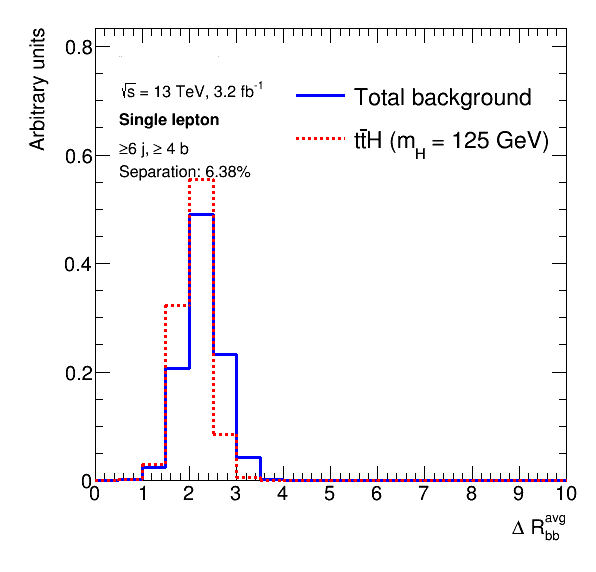 Arbitrary units
0.8
0.6
0.4
0.2
0
√s = 13 TeV, 3.2 fb⁻¹
Single lepton
≥6 j, ≥ 4 b
Separation: 6.38%
Total background
tt̄H (m_H = 125 GeV)
0 1 2 3 4 5 6 7 8 9 10
Δ R_bb^avg